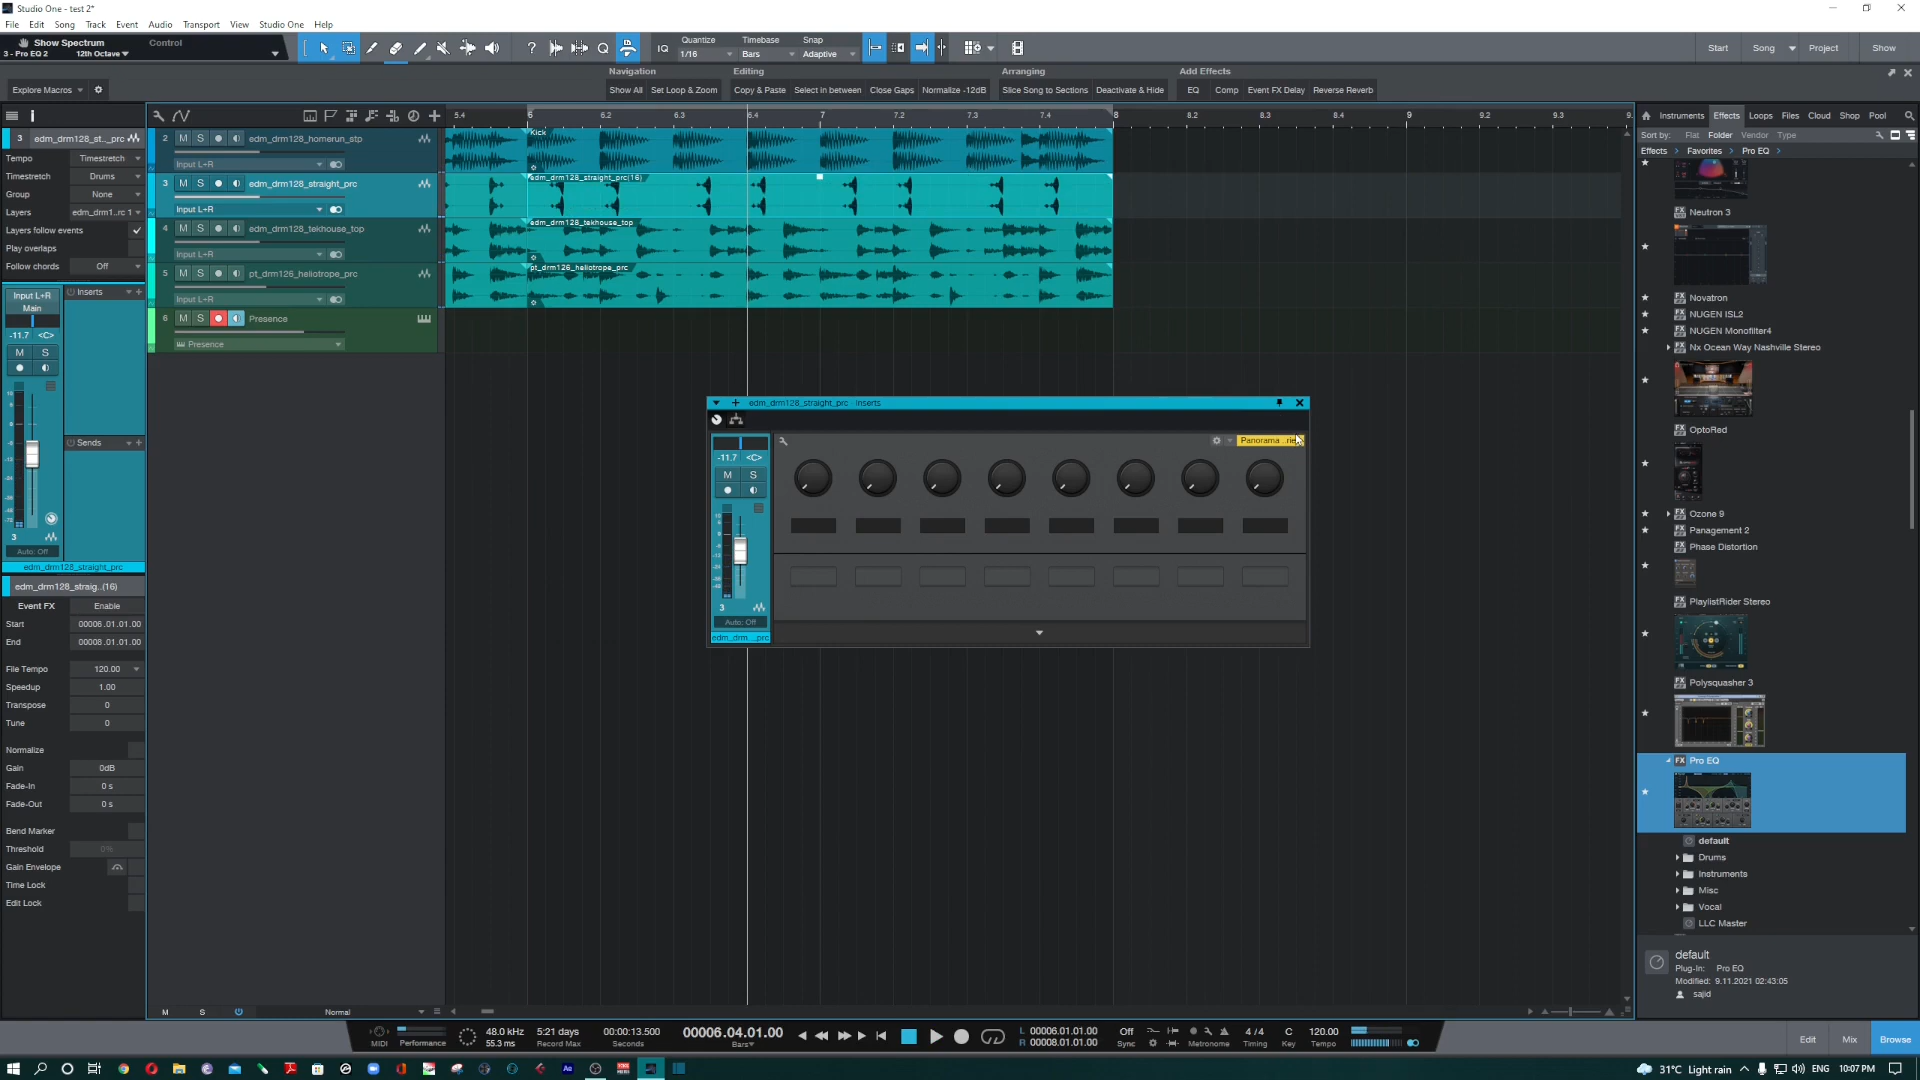 Studio One - test 2*
File Edit Song Track Event Audio Transport View Studio One Help
Show Spectrum Control
3 - Pro EQ 2 12th Octave
IQ Quantize 1/16 Timebase Bars Snap Adaptive
Start Song Project Show
Navigation Editing Arranging Add Effects
Explore Macros
Show All Set Loop & Zoom Copy & Paste Select in between Close Gaps Normalize -12dB Slice Song to Sections Deactivate & Hide EQ Comp Event FX Delay Reverse Reverb
5.4 6 6.2 6.3 6.4 7 7.2 7.3 7.4 8 8.2 8.3 8.4 9 9.2 9.3 9.
3 edm_drm128_st..._prc
Tempo Timestretch
Timestretch Drums
Group None
Layers edm_drm1..rc 1
Layers follow events
Play overlaps
Follow chords Off
Input L+R
Main
Inserts
-11.7 <C>
M S
Sends
3
Auto: Off
edm_drm128_straight_prc
edm_drm128_straig..(16)
Event FX Enable
Start 00006.01.01.00
End 00008.01.01.00
File Tempo 120.00
Speedup 1.00
Transpose 0
Tune 0
Normalize
Gain 0dB
Fade-In 0 s
Fade-Out 0 s
Bend Marker
Threshold 0%
Gain Envelope
Time Lock
Edit Lock
2 M S edm_drm128_homerun_stp
Input L+R
3 M S edm_drm128_straight_prc
Input L+R
4 M S edm_drm128_tekhouse_top
Input L+R
5 M S pt_drm126_heliotrope_prc
Input L+R
6 M S Presence
Presence
Kick
edm_drm128_straight_prc(16)
edm_drm128_tekhouse_top
pt_drm126_heliotrope_prc
edm_drm128_straight_prc - Inserts
Panorama ..rie
-11.7 <C>
M S
3
Auto: Off
edm_drm..._prc
Instruments Effects Loops Files Cloud Shop Pool
Sort by: Flat Folder Vendor Type
Effects Favorites Pro EQ
Neutron 3
Novatron
NUGEN ISL2
NUGEN Monofilter4
Nx Ocean Way Nashville Stereo
OptoRed
Ozone 9
Panagement 2
Phase Distortion
PlaylistRider Stereo
Polysquasher 3
Pro EQ
default
Drums
Instruments
Misc
Vocal
LLC Master
default
Plug-In: Pro EQ
Modified: 9.11.2021 02:43:05
sajid
M S Normal
MIDI Performance
48.0 kHz
55.3 ms
5:21 days
Record Max
00:00:13.500
Seconds
00006.04.01.00
Bars
L 00006.01.01.00
R 00008.01.01.00
Off
Sync
Metronome
4 / 4
Timing
C
Key
120.00
Tempo
Edit Mix Browse
31°C Light rain ENG 10:07 PM